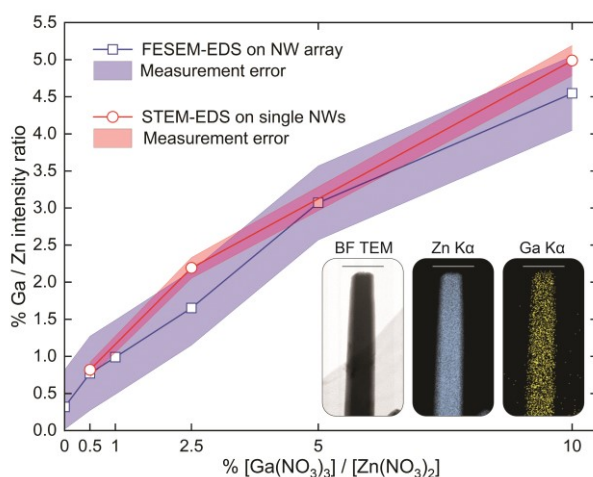 5.5
5.0
4.5
4.0
3.5
3.0
2.5
2.0
1.5
1.0
0.5
0.0
% Ga / Zn intensity ratio
FESEM-EDS on NW array
Measurement error
STEM-EDS on single NWs
Measurement error
BF TEM Zn Kα Ga Kα
0 0.5 1 2.5 5 10
% [Ga(NO₃)₃] / [Zn(NO₃)₂]